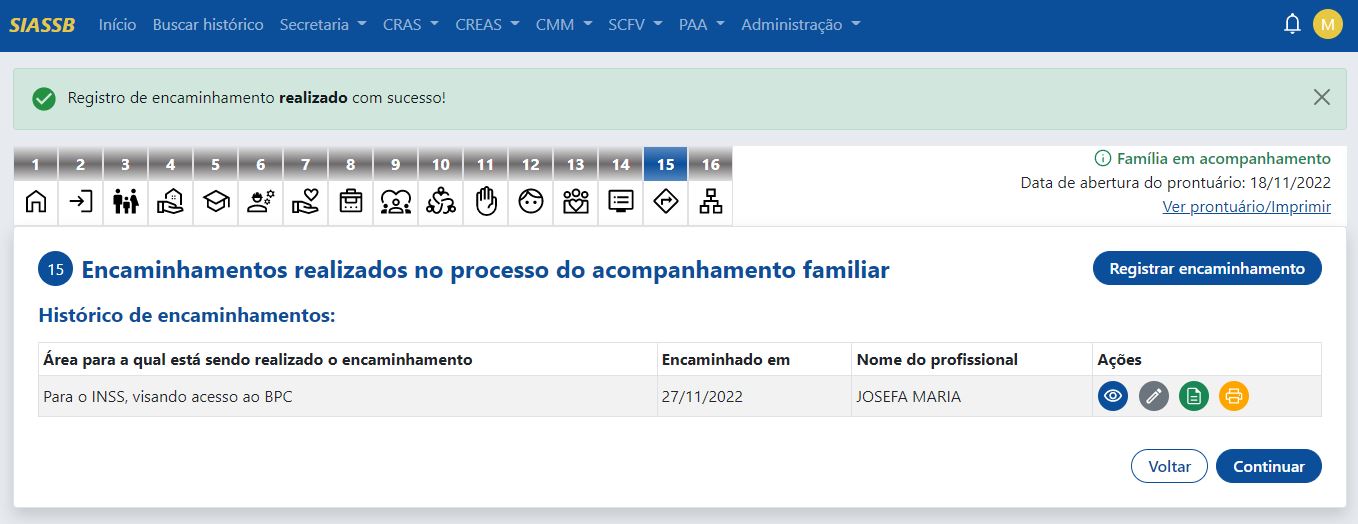 SIASSB Início Buscar histórico Secretaria CRAS CREAS CMM SCFV PAA Administração M
Registro de encaminhamento realizado com sucesso!
1 2 3 4 5 6 7 8 9 10 11 12 13 14 15 16
Família em acompanhamento
Data de abertura do prontuário: 18/11/2022
Ver prontuário/Imprimir
15 Encaminhamentos realizados no processo do acompanhamento familiar Registrar encaminhamento
Histórico de encaminhamentos:
Área para a qual está sendo realizado o encaminhamento Encaminhado em Nome do profissional Ações
Para o INSS, visando acesso ao BPC 27/11/2022 JOSEFA MARIA
Voltar Continuar